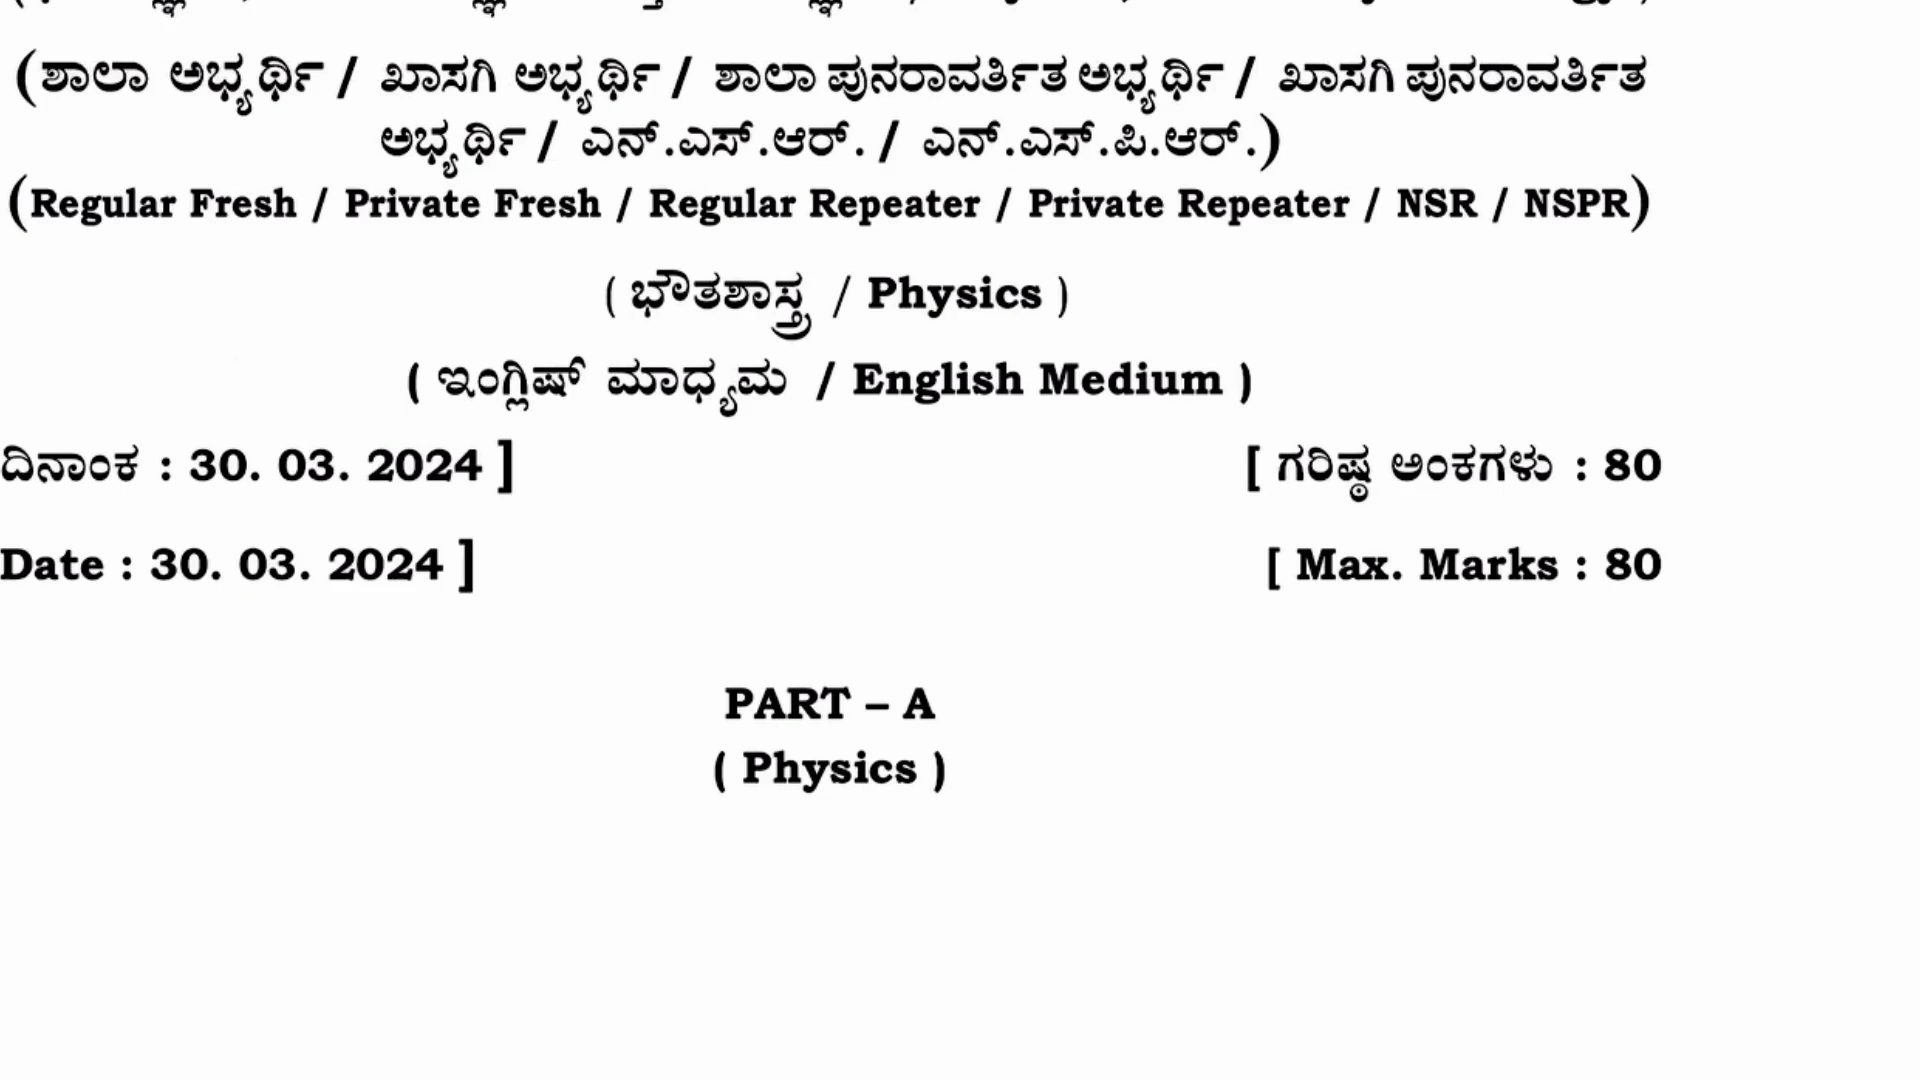 (ಶಾಲಾ ಅಭ್ಯರ್ಥಿ / ಖಾಸಗಿ ಅಭ್ಯರ್ಥಿ / ಶಾಲಾ ಪುನರಾವರ್ತಿತ ಅಭ್ಯರ್ಥಿ / ಖಾಸಗಿ ಪುನರಾವರ್ತಿತ
ಅಭ್ಯರ್ಥಿ / ಎನ್.ಎಸ್.ಆರ್. / ಎನ್.ಎಸ್.ಪಿ.ಆರ್.)
(Regular Fresh / Private Fresh / Regular Repeater / Private Repeater / NSR / NSPR)
( ಭೌತಶಾಸ್ತ್ರ / Physics )
( ಇಂಗ್ಲಿಷ್ ಮಾಧ್ಯಮ / English Medium )
ದಿನಾಂಕ : 30. 03. 2024 ] [ ಗರಿಷ್ಠ ಅಂಕಗಳು : 80
Date : 30. 03. 2024 ] [ Max. Marks : 80
PART – A
( Physics )